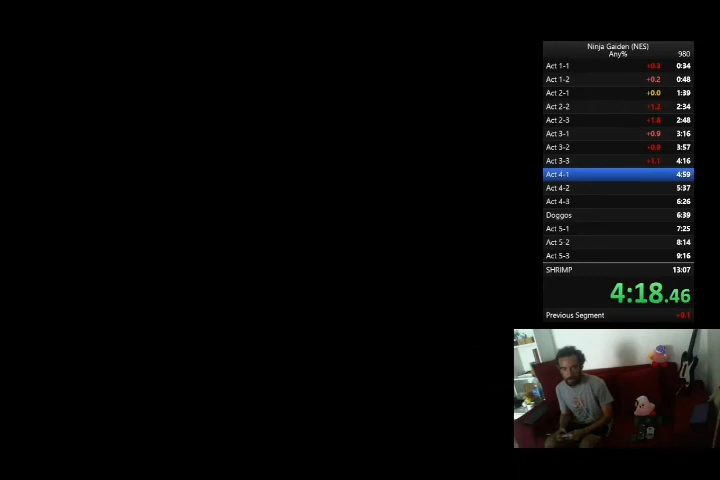 Ninja Gaiden (NES)
Any% 980
Act 1-1 +0.3 0:34
Act 1-2 +0.2 0:48
Act 2-1 +0.0 1:39
Act 2-2 +1.2 2:34
Act 2-3 +1.8 2:48
Act 3-1 +0.9 3:16
Act 3-2 +0.9 3:57
Act 3-3 +1.1 4:16
Act 4-1 4:59
Act 4-2 5:37
Act 4-3 6:26
Doggos 6:39
Act 5-1 7:25
Act 5-2 8:14
Act 5-3 9:16
SHRIMP 13:07
4:18.46
Previous Segment +0.1